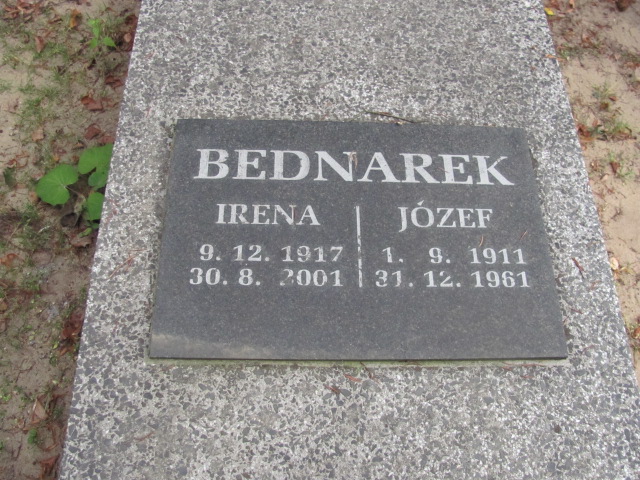 BEDNAREK
IRENA | JÓZEF
9. 12. 1917 | 1. 9. 1911
30. 8. 2001 | 31. 12. 1961